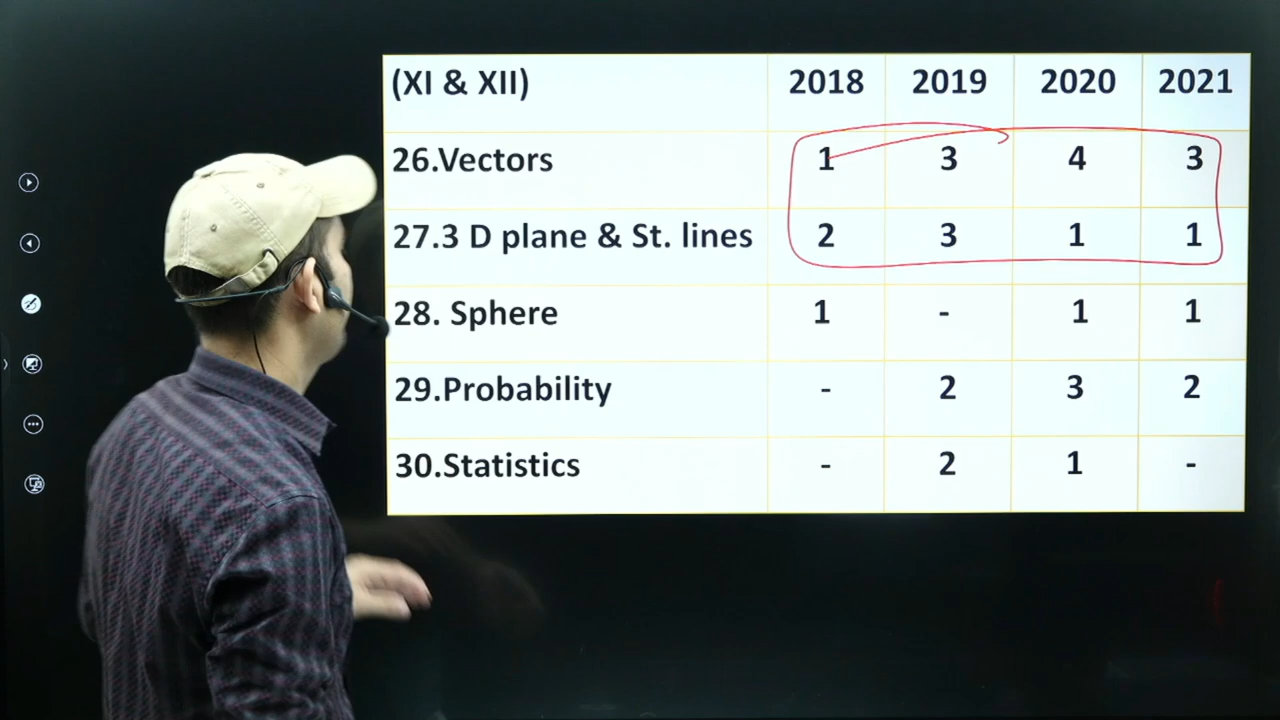 (XI & XII) 2018 2019 2020 2021
26.Vectors 1 3 4 3
27.3 D plane & St. lines 2 3 1 1
28. Sphere 1 - 1 1
29.Probability - 2 3 2
30.Statistics - 2 1 -